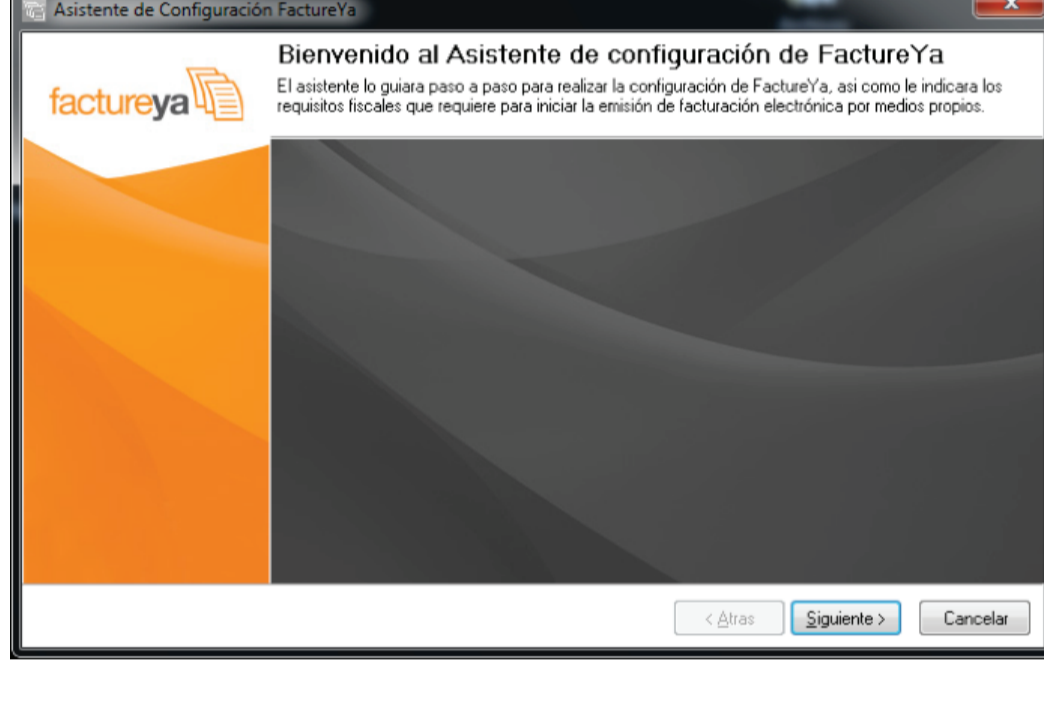 Asistente de Configuración FactureYa
Bienvenido al Asistente de configuración de FactureYa
El asistente lo guiara paso a paso para realizar la configuración de FactureYa, asi como le indicara los
requisitos fiscales que requiere para iniciar la emisión de facturación electrónica por medios propios.
factureya
< Atras
Siguiente >
Cancelar